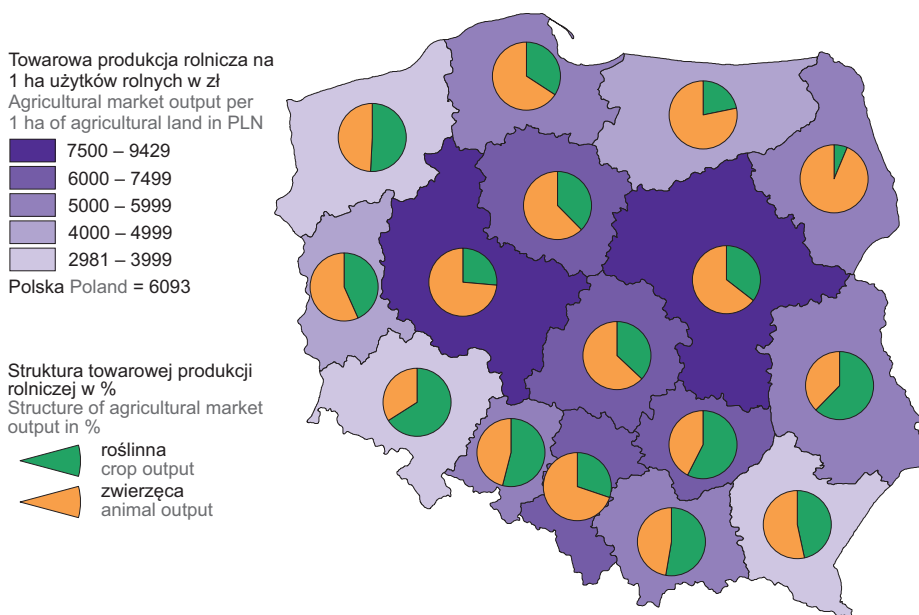 Towarowa produkcja rolnicza na
1 ha użytków rolnych w zł
Agricultural market output per
1 ha of agricultural land in PLN
7500 – 9429
6000 – 7499
5000 – 5999
4000 – 4999
2981 – 3999
Polska Poland = 6093
Struktura towarowej produkcji
rolniczej w %
Structure of agricultural market
output in %
roślinna
crop output
zwierzęca
animal output